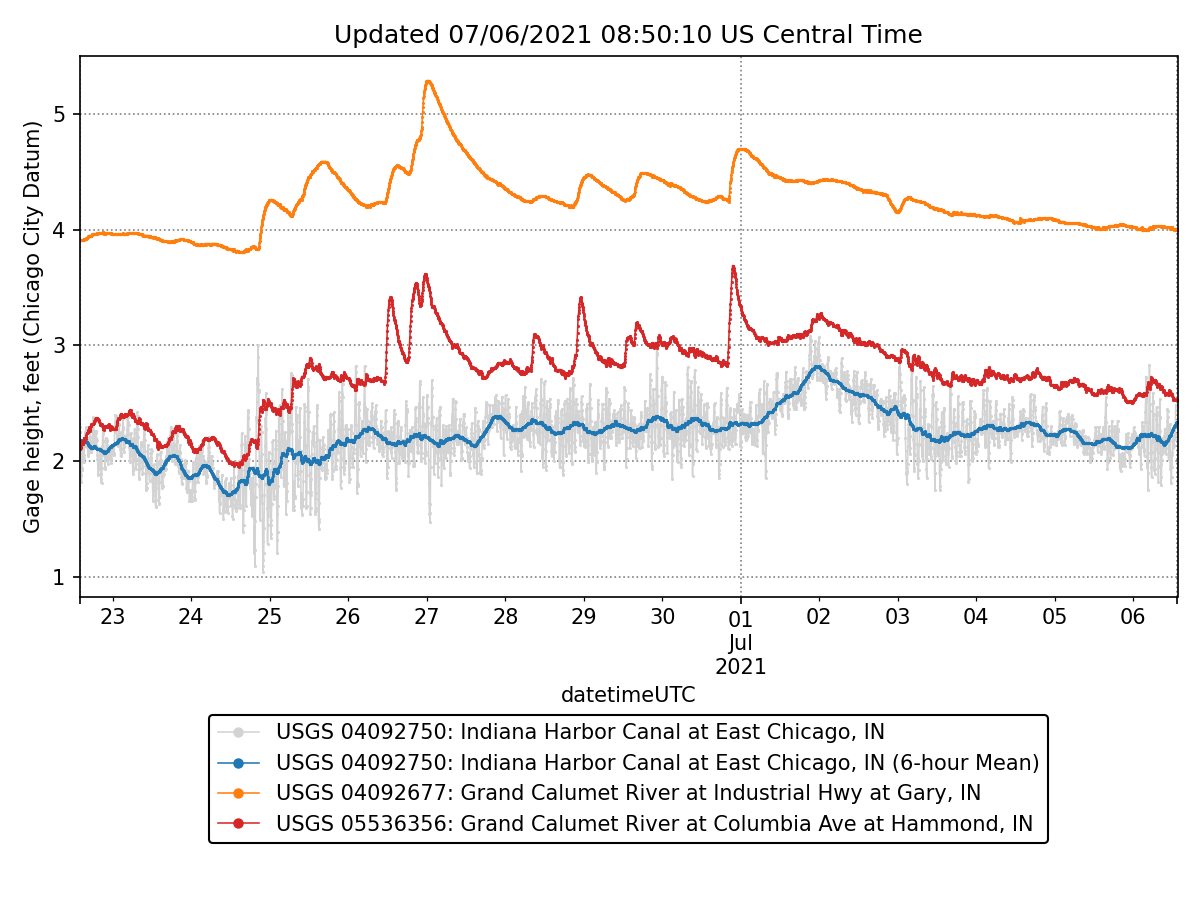 Updated 07/06/2021 08:50:10 US Central Time
Gage height, feet (Chicago City Datum)
5
4
3
2
1
23 24 25 26 27 28 29 30 01 02 03 04 05 06
Jul
2021
datetimeUTC
USGS 04092750: Indiana Harbor Canal at East Chicago, IN
USGS 04092750: Indiana Harbor Canal at East Chicago, IN (6-hour Mean)
USGS 04092677: Grand Calumet River at Industrial Hwy at Gary, IN
USGS 05536356: Grand Calumet River at Columbia Ave at Hammond, IN